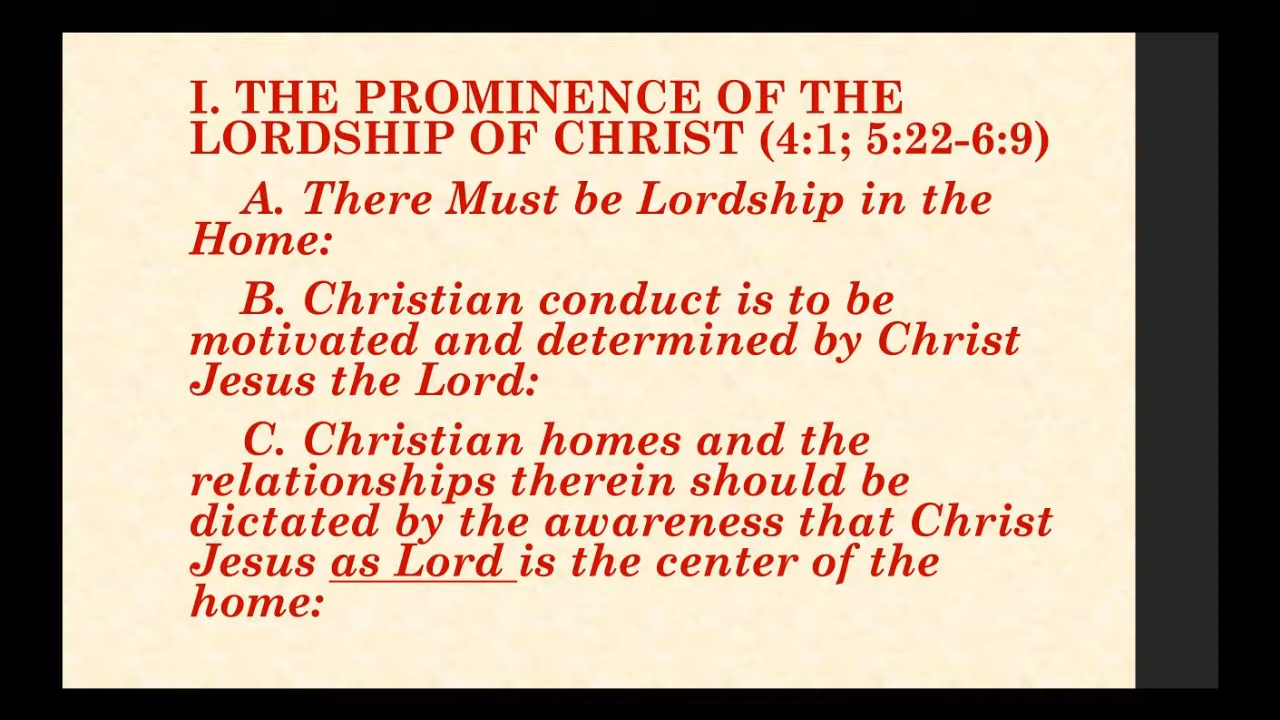 I. THE PROMINENCE OF THE
LORDSHIP OF CHRIST (4:1; 5:22-6:9)
A. There Must be Lordship in the
Home:
B. Christian conduct is to be
motivated and determined by Christ
Jesus the Lord:
C. Christian homes and the
relationships therein should be
dictated by the awareness that Christ
Jesus as Lord is the center of the
home: